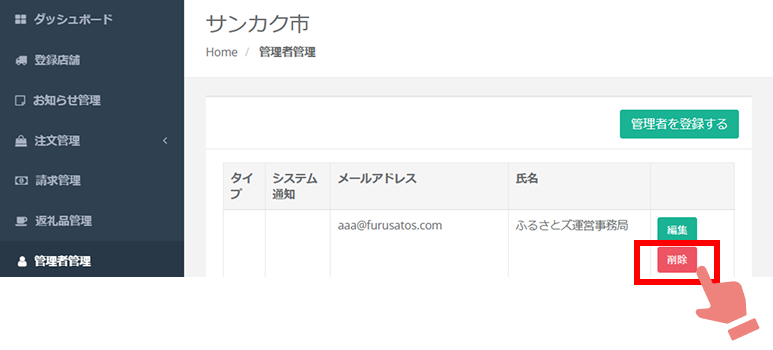 ダッシュボード
登録店舗
お知らせ管理
注文管理
請求管理
返礼品管理
管理者管理
サンカク市
Home / 管理者管理
管理者を登録する
タイ
プ
システム
通知
メールアドレス
氏名
aaa@furusatos.com
ふるさとズ運営事務局
編集
削除